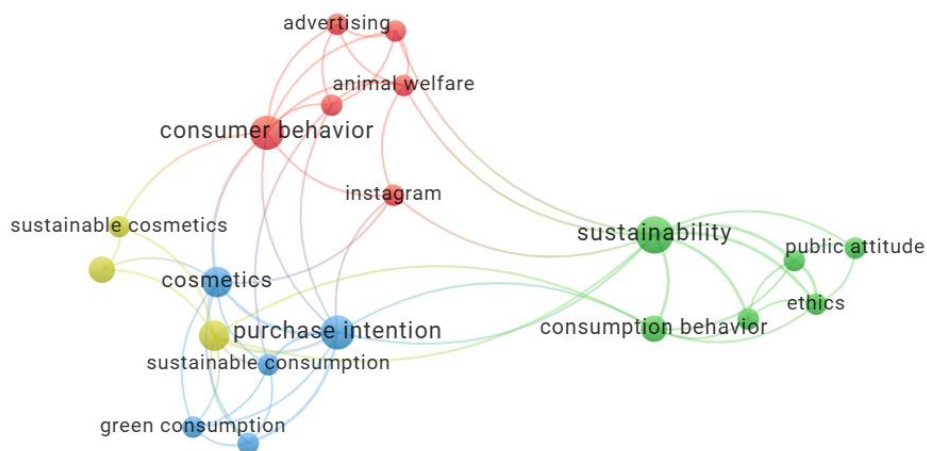 advertising
animal welfare
consumer behavior
instagram
sustainable cosmetics
sustainability
public attitude
cosmetics
ethics
purchase intention
consumption behavior
sustainable consumption
green consumption